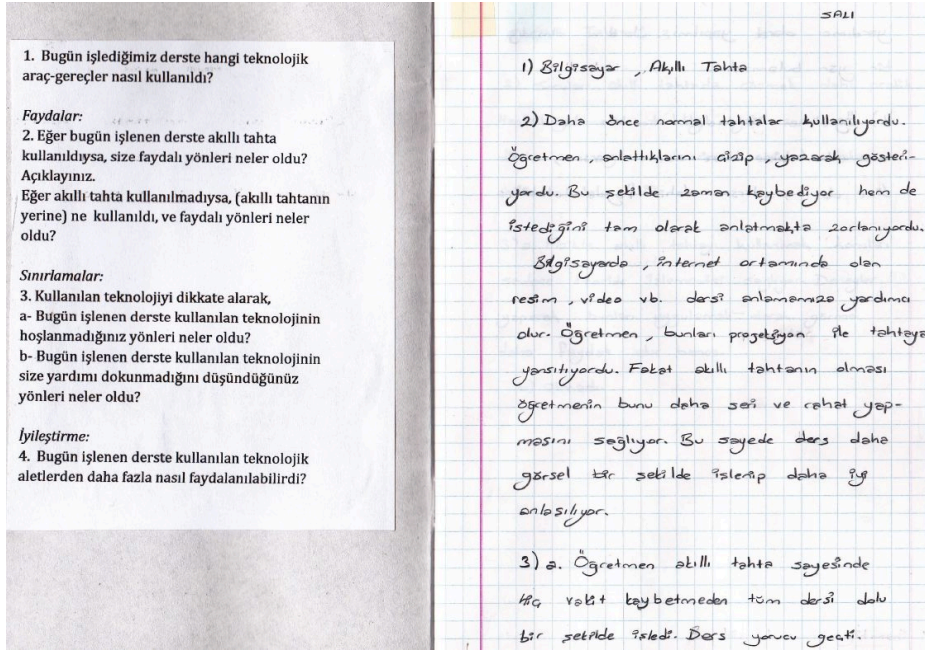 1. Bugün işlediğimiz derste hangi teknolojik
araç-gereçler nasıl kullanıldı?
Faydalar:
2. Eğer bugün işlenen derste akıllı tahta
kullanıldıysa, size faydalı yönleri neler oldu?
Açıklayınız.
Eğer akıllı tahta kullanılmadıysa, (akıllı tahtanın
yerine) ne kullanıldı, ve faydalı yönleri neler
oldu?
Sınırlamalar:
3. Kullanılan teknolojiyi dikkate alarak,
a- Bugün işlenen derste kullanılan teknolojinin
hoşlanmadığınız yönleri neler oldu?
b- Bugün işlenen derste kullanılan teknolojinin
size yardımı dokunmadığını düşündüğünüz
yönleri neler oldu?
İyileştirme:
4. Bugün işlenen derste kullanılan teknolojik
aletlerden daha fazla nasıl faydalanılabilirdi?
SALI
1) Bilgisayar , Akıllı Tahta
2) Daha önce normal tahtalar kullanılıyordu.
Öğretmen , anlattıklarını çizip , yazarak gösteri-
yordu. Bu şekilde zaman kaybediyor hem de
istediğini tam olarak anlatmakta zorlanıyordu.
Bilgisayarda , internet ortamında olan
resim , video vb. dersi anlamamıza yardımcı
olur. Öğretmen , bunları projeksiyon ile tahtaya
yansıtıyordu. Fakat akıllı tahtanın olması
öğretmenin bunu daha seri ve rahat yap-
masını sağlıyor. Bu sayede ders daha
görsel bir şekilde işlenip daha iyi
anlaşılıyor.
3) a. Öğretmen akıllı tahta sayesinde
hiç vakit kaybetmeden tüm dersi dolu
bir şekilde işledi. Ders yorucu geçti.